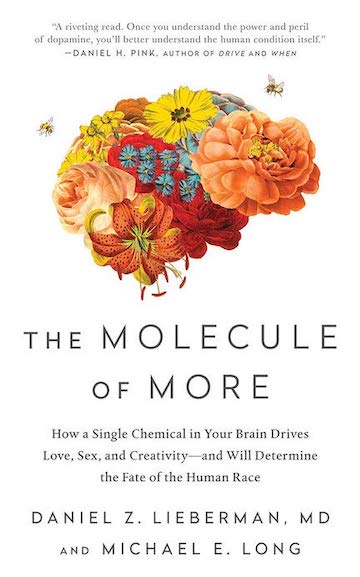 “A riveting read. Once you understand the power and peril
of dopamine, you’ll better understand the human condition itself.”
—DANIEL H. PINK, AUTHOR OF DRIVE AND WHEN
THE MOLECULE
OF MORE
How a Single Chemical in Your Brain Drives
Love, Sex, and Creativity—and Will Determine
the Fate of the Human Race
DANIEL Z. LIEBERMAN, MD
AND MICHAEL E. LONG